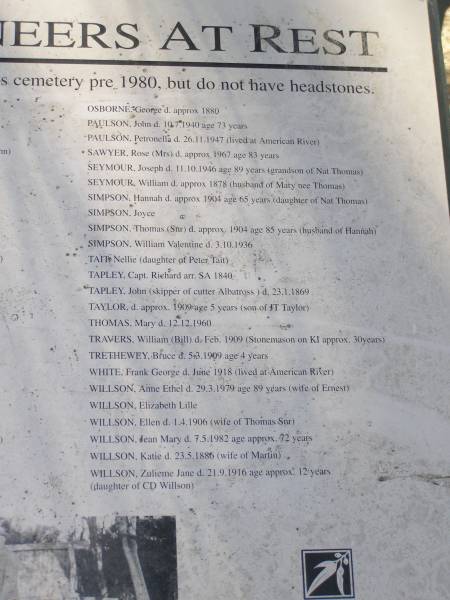 NEERS AT REST
s cemetery pre 1980, but do not have headstones.
OSBORNE, George d. approx 1880
PAULSON, John d. 10.7.1940 age 73 years
PAULSON, Petronella d. 26.11.1947 (lived at American River)
SAWYER, Rose (Mrs) d. approx 1967 age 83 years
SEYMOUR, Joseph d. 11.10.1946 age 89 years (grandson of Nat Thomas)
SEYMOUR, William d. approx 1878 (husband of Mary nee Thomas)
SIMPSON, Hannah d. approx 1904 age 65 years (daughter of Nat Thomas)
SIMPSON, Joyce
SIMPSON, Thomas (Snr) d. approx. 1904 age 85 years (husband of Hannah)
SIMPSON, William Valentine d. 3.10.1936
TAIT, Nellie (daughter of Peter Tait)
TAPLEY, Capt. Richard arr. SA 1840
TAPLEY, John (skipper of cutter Albatross ) d. 23.1.1869
TAYLOR, d. approx. 1909 age 5 years (son of JT Taylor)
THOMAS, Mary d. 12.12.1960
TRAVERS, William (Bill) d. Feb. 1909 (Stonemason on KI approx. 30years)
TRETHEWEY, Bruce d. 5.3.1909 age 4 years
WHITE, Frank George d. June 1918 (lived at American River)
WILLSON, Anne Ethel d. 29.3.1979 age 89 years (wife of Ernest)
WILLSON, Elizabeth Lille
WILLSON, Ellen d. 1.4.1906 (wife of Thomas Snr)
WILLSON, Jean Mary d. 7.5.1982 age approx. 72 years
WILLSON, Katie d. 23.5.1886 (wife of Martin)
WILLSON, Zulieme Jane d. 21.9.1916 age approx. 12 years
(daughter of CD Willson)